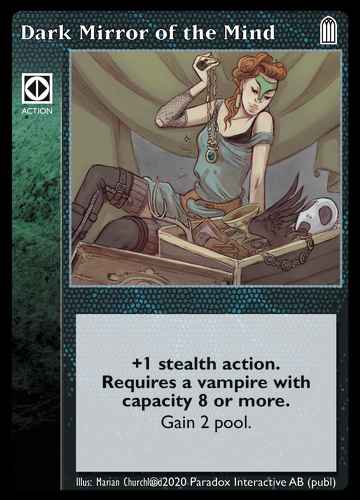 Dark Mirror of the Mind
ACTION
+1 stealth action.
Requires a vampire with
capacity 8 or more.
Gain 2 pool.
Illus: Marian Churchland ©2020 Paradox Interactive AB (publ)